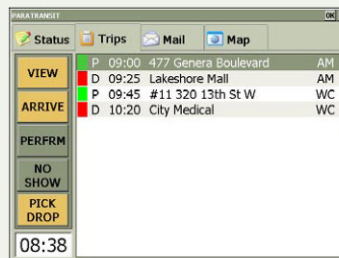 PARATRANSIT OK
Status Trips Mail Map
VIEW
ARRIVE
PERFRM
NO
SHOW
PICK
DROP
08:38
P 09:00 477 Genera Boulevard AM
D 09:25 Lakeshore Mall AM
P 09:45 #11 320 13th St W WC
D 10:20 City Medical WC